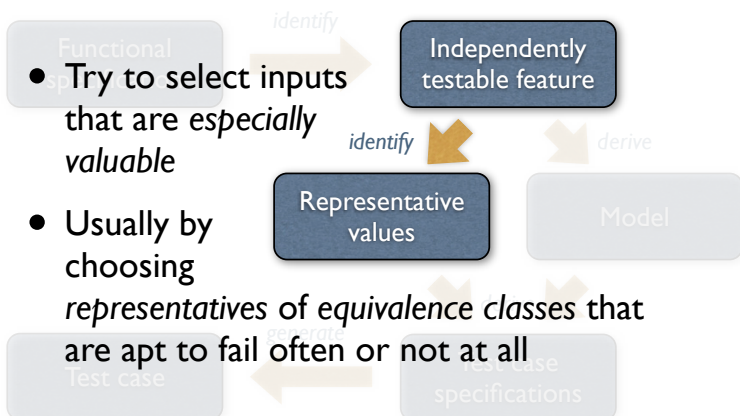 identify
Functional
Independently
testable feature
• Try to select inputs
that are especially
valuable
identify
derive
Representative
values
Model
• Usually by
choosing
representatives of equivalence classes that
are apt to fail often or not at all
generate
Test case
Test case
specifications